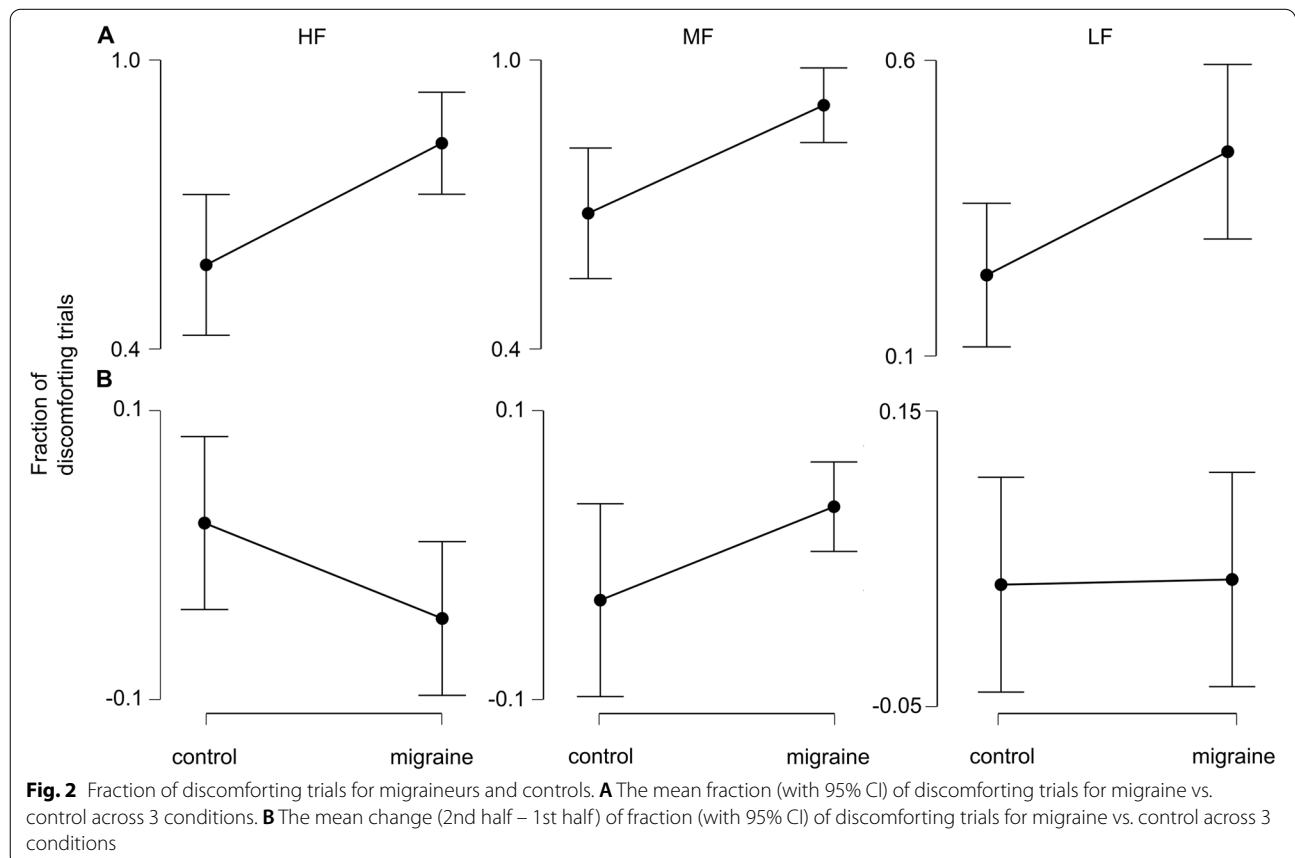 A
HF
MF
LF
1.0
1.0
0.6
0.4
0.4
0.1
Fraction of
discomforting trials
B
0.1
0.1
0.15
-0.1
-0.1
-0.05
control
migraine
control
migraine
control
migraine
Fig. 2 Fraction of discomforting trials for migraineurs and controls. A The mean fraction (with 95% CI) of discomforting trials for migraine vs.
control across 3 conditions. B The mean change (2nd half – 1st half) of fraction (with 95% CI) of discomforting trials for migraine vs. control across 3
conditions